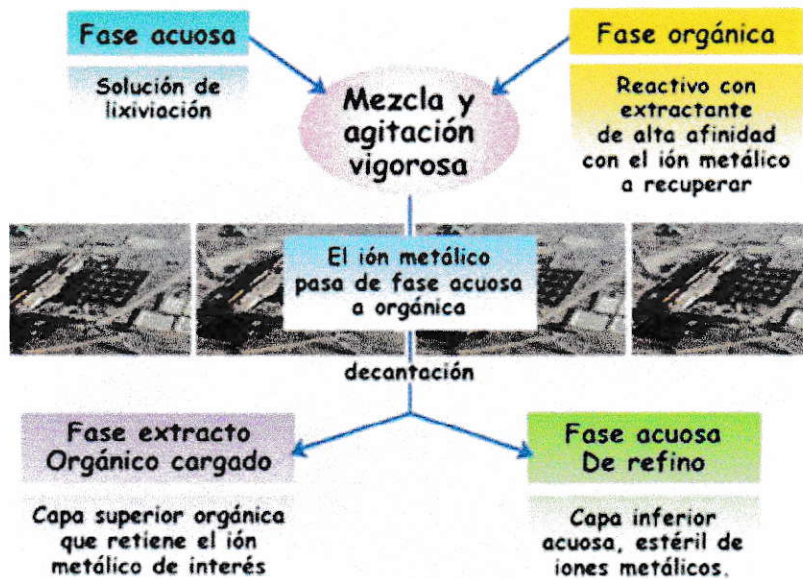 Fase acuosa
Solución de
lixiviación
Fase orgánica
Reactivo con
extractante
de alta afinidad
con el ión metálico
a recuperar
Mezcla y
agitación
vigorosa
El ión metálico
pasa de fase acuosa
a orgánica
decantación
Fase extracto
Orgánico cargado
Capa superior orgánica
que retiene el ión
metálico de interés
Fase acuosa
De refino
Capa inferior
acuosa, estéril de
iones metálicos.